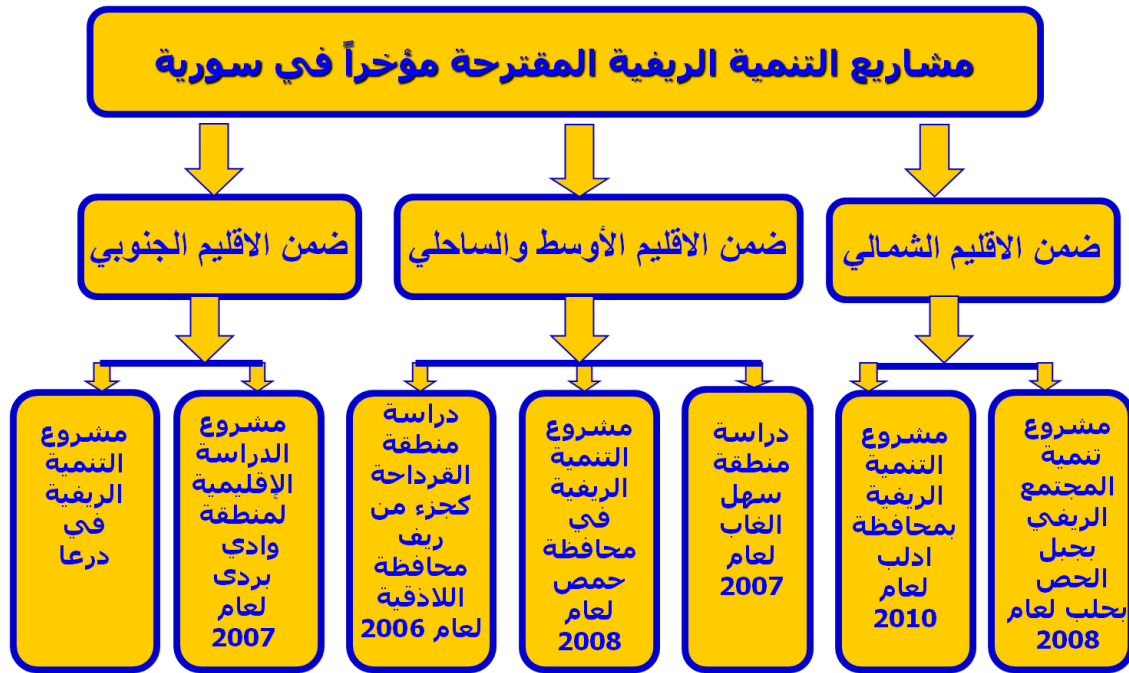 مشاريع التنمية الريفية المقترحة مؤخراً في سورية
ضمن الاقليم الشمالي
ضمن الاقليم الأوسط والساحلي
ضمن الاقليم الجنوبي
مشروع
تنمية
المجتمع
الريفي
بجبل
الحص
بحلب لعام
2008
مشروع
التنمية
الريفية
بمحافظة
ادلب
لعام
2010
دراسة
منطقة
سهل
الغاب
لعام
2007
مشروع
التنمية
الريفية
في
محافظة
حمص
لعام
2008
دراسة
منطقة
القرداحة
كجزء من
ريف
محافظة
اللاذقية
لعام 2006
مشروع
الدراسة
الإقليمية
لمنطقة
وادي
بردى
لعام
2007
مشروع
التنمية
الريفية
في
درعا